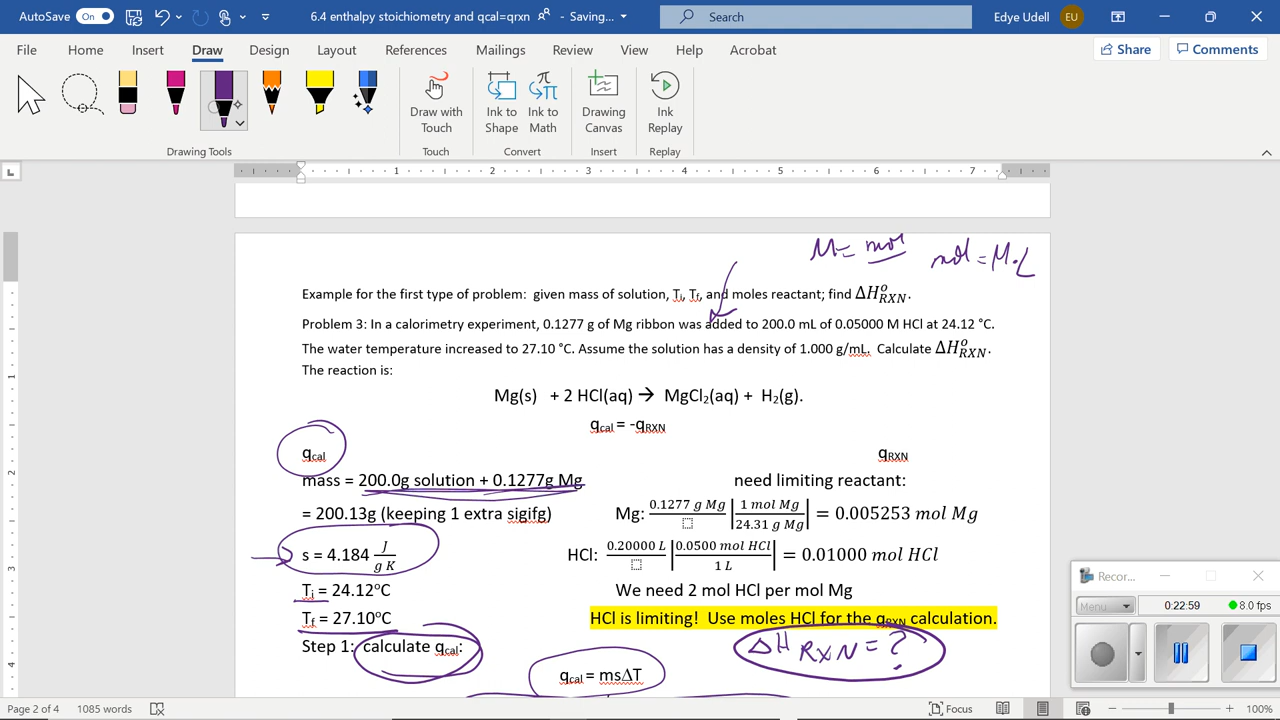 AutoSave On 6.4 enthalpy stoichiometry and qcal=qrxn Saving... Search Edye Udell EU
File Home Insert Draw Design Layout References Mailings Review View Help Acrobat Share Comments
Draw with Touch Ink to Shape Ink to Math Drawing Canvas Ink Replay
Drawing Tools Touch Convert Insert Replay
L 1 2 3 4 5 6 7
M = mol mol = M·L
Example for the first type of problem: given mass of solution, Tᵢ, T_f, and moles reactant; find ΔH°RXN.
Problem 3: In a calorimetry experiment, 0.1277 g of Mg ribbon was added to 200.0 mL of 0.05000 M HCl at 24.12 °C.
The water temperature increased to 27.10 °C. Assume the solution has a density of 1.000 g/mL. Calculate ΔH°RXN.
The reaction is:
Mg(s) + 2 HCl(aq) → MgCl₂(aq) + H₂(g).
qcal = -qRXN
qcal qRXN
mass = 200.0g solution + 0.1277g Mg need limiting reactant:
= 200.13g (keeping 1 extra sigifg) Mg: 0.1277 g Mg/□ |1 mol Mg/24.31 g Mg| = 0.005253 mol Mg
s = 4.184 J/g K HCl: 0.20000 L/□ |0.0500 mol HCl/1 L| = 0.01000 mol HCl
Tᵢ = 24.12°C We need 2 mol HCl per mol Mg
T_f = 27.10°C HCl is limiting! Use moles HCl for the qRXN calculation.
Step 1: calculate qcal: ΔH RXN = ?
qcal = msΔT
Recor...
Menu 0:22:59 8.0 fps
Page 2 of 4 1085 words Focus 100%